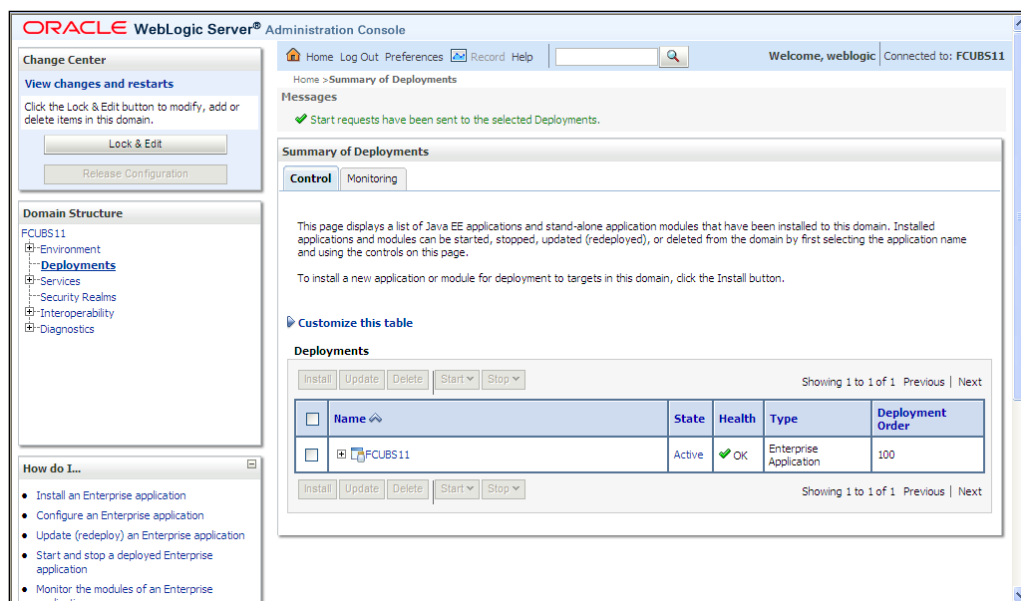 ORACLE WebLogic Server® Administration Console
Change Center
View changes and restarts
Click the Lock & Edit button to modify, add or
delete items in this domain.
Lock & Edit
Release Configuration
Domain Structure
FCUBS11
Environment
Deployments
Services
Security Realms
Interoperability
Diagnostics
How do I...
Install an Enterprise application
Configure an Enterprise application
Update (redeploy) an Enterprise application
Start and stop a deployed Enterprise
application
Monitor the modules of an Enterprise
Home Log Out Preferences Record Help
Welcome, weblogic Connected to: FCUBS11
Home >Summary of Deployments
Messages
Start requests have been sent to the selected Deployments.
Summary of Deployments
Control Monitoring
This page displays a list of Java EE applications and stand-alone application modules that have been installed to this domain. Installed
applications and modules can be started, stopped, updated (redeployed), or deleted from the domain by first selecting the application name
and using the controls on this page.
To install a new application or module for deployment to targets in this domain, click the Install button.
Customize this table
Deployments
Install Update Delete Start Stop
Showing 1 to 1 of 1 Previous | Next
Name State Health Type Deployment Order
FCUBS11 Active OK Enterprise Application 100
Install Update Delete Start Stop
Showing 1 to 1 of 1 Previous | Next